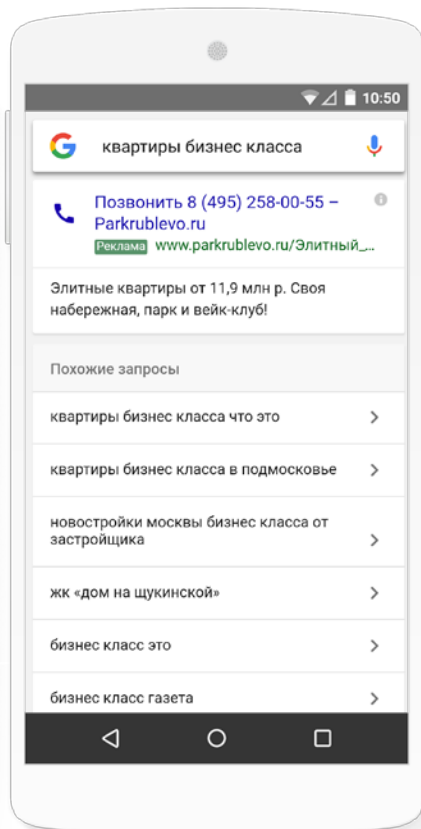 10:50
квартиры бизнес класса
Позвонить 8 (495) 258-00-55 –
Parkrublevo.ru
Реклама www.parkrublevo.ru/Элитный_...
Элитные квартиры от 11,9 млн р. Своя
набережная, парк и вейк-клуб!
Похожие запросы
квартиры бизнес класса что это
квартиры бизнес класса в подмосковье
новостройки москвы бизнес класса от
застройщика
жк «дом на щукинской»
бизнес класс это
бизнес класс газета